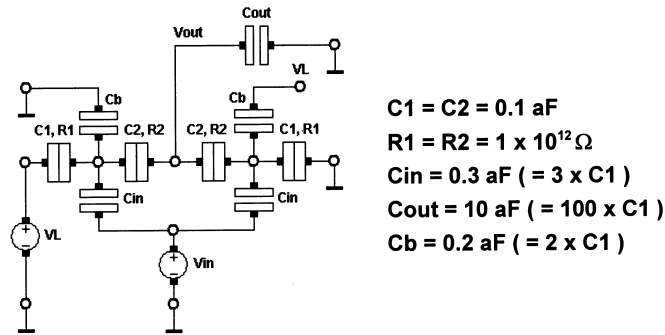 Cout
Vout
VL
Cb
Cb
C1, R1
C2, R2
C2, R2
C1, R1
Cin
Cin
VL
Vin
+
−
+
−
C1 = C2 = 0.1 aF
R1 = R2 = 1 x 10¹² Ω
Cin = 0.3 aF ( = 3 x C1 )
Cout = 10 aF ( = 100 x C1 )
Cb = 0.2 aF ( = 2 x C1 )